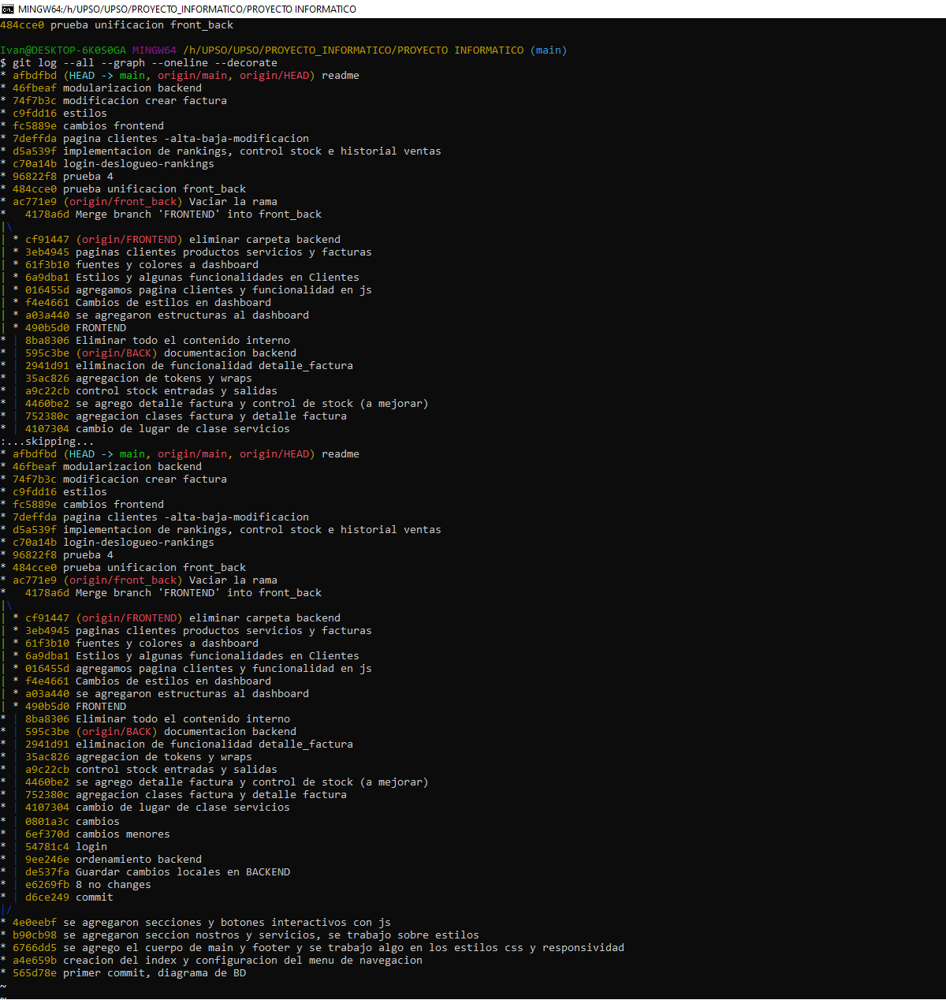 MINGW64:/h/UPSO/UPSO/PROYECTO_INFORMATICO/PROYECTO INFORMATICO
484cce0 prueba unificacion front_back
Ivan@DESKTOP-6K0S0GA MINGW64 /h/UPSO/UPSO/PROYECTO_INFORMATICO/PROYECTO INFORMATICO (main)
$ git log --all --graph --oneline --decorate
* afbdfbd (HEAD -> main, origin/main, origin/HEAD) readme
* 46fbeaf modularizacion backend
* 74f7b3c modificacion crear factura
* c9fdd16 estilos
* fc5889e cambios frontend
* 7deffda pagina clientes -alta-baja-modificacion
* d5a539f implementacion de rankings, control stock e historial ventas
* c70a14b login-deslogueo-rankings
* 96822f8 prueba 4
* 484cce0 prueba unificacion front_back
* ac771e9 (origin/front_back) Vaciar la rama
*   4178a6d Merge branch 'FRONTEND' into front_back
|\
| * cf91447 (origin/FRONTEND) eliminar carpeta backend
| * 3eb4945 paginas clientes productos servicios y facturas
| * 61f3b10 fuentes y colores a dashboard
| * 6a9dba1 Estilos y algunas funcionalidades en Clientes
| * 016455d agregamos pagina clientes y funcionalidad en js
| * f4e4661 Cambios de estilos en dashboard
| * a03a440 se agregaron estructuras al dashboard
| * 490b5d0 FRONTEND
* | 8ba8306 Eliminar todo el contenido interno
* | 595c3be (origin/BACK) documentacion backend
* | 2941d91 eliminacion de funcionalidad detalle_factura
* | 35ac826 agregacion de tokens y wraps
* | a9c22cb control stock entradas y salidas
* | 4460be2 se agrego detalle factura y control de stock (a mejorar)
* | 752380c agregacion clases factura y detalle factura
* | 4107304 cambio de lugar de clase servicios
:...skipping...
* afbdfbd (HEAD -> main, origin/main, origin/HEAD) readme
* 46fbeaf modularizacion backend
* 74f7b3c modificacion crear factura
* c9fdd16 estilos
* fc5889e cambios frontend
* 7deffda pagina clientes -alta-baja-modificacion
* d5a539f implementacion de rankings, control stock e historial ventas
* c70a14b login-deslogueo-rankings
* 96822f8 prueba 4
* 484cce0 prueba unificacion front_back
* ac771e9 (origin/front_back) Vaciar la rama
*   4178a6d Merge branch 'FRONTEND' into front_back
|\
| * cf91447 (origin/FRONTEND) eliminar carpeta backend
| * 3eb4945 paginas clientes productos servicios y facturas
| * 61f3b10 fuentes y colores a dashboard
| * 6a9dba1 Estilos y algunas funcionalidades en Clientes
| * 016455d agregamos pagina clientes y funcionalidad en js
| * f4e4661 Cambios de estilos en dashboard
| * a03a440 se agregaron estructuras al dashboard
| * 490b5d0 FRONTEND
* | 8ba8306 Eliminar todo el contenido interno
* | 595c3be (origin/BACK) documentacion backend
* | 2941d91 eliminacion de funcionalidad detalle_factura
* | 35ac826 agregacion de tokens y wraps
* | a9c22cb control stock entradas y salidas
* | 4460be2 se agrego detalle factura y control de stock (a mejorar)
* | 752380c agregacion clases factura y detalle factura
* | 4107304 cambio de lugar de clase servicios
* | 0801a3c cambios
* | 6ef370d cambios menores
* | 54781c4 login
* | 9ee246e ordenamiento backend
* | de537fa Guardar cambios locales en BACKEND
* | e6269fb 8 no changes
* | d6ce249 commit
|/
* 4e0eebf se agregaron secciones y botones interactivos con js
* b90cb98 se agregaron seccion nostros y servicios, se trabajo sobre estilos
* 6766dd5 se agrego el cuerpo de main y footer y se trabajo algo en los estilos css y responsividad
* a4e659b creacion del index y configuracion del menu de navegacion
* 565d78e primer commit, diagrama de BD
~
~